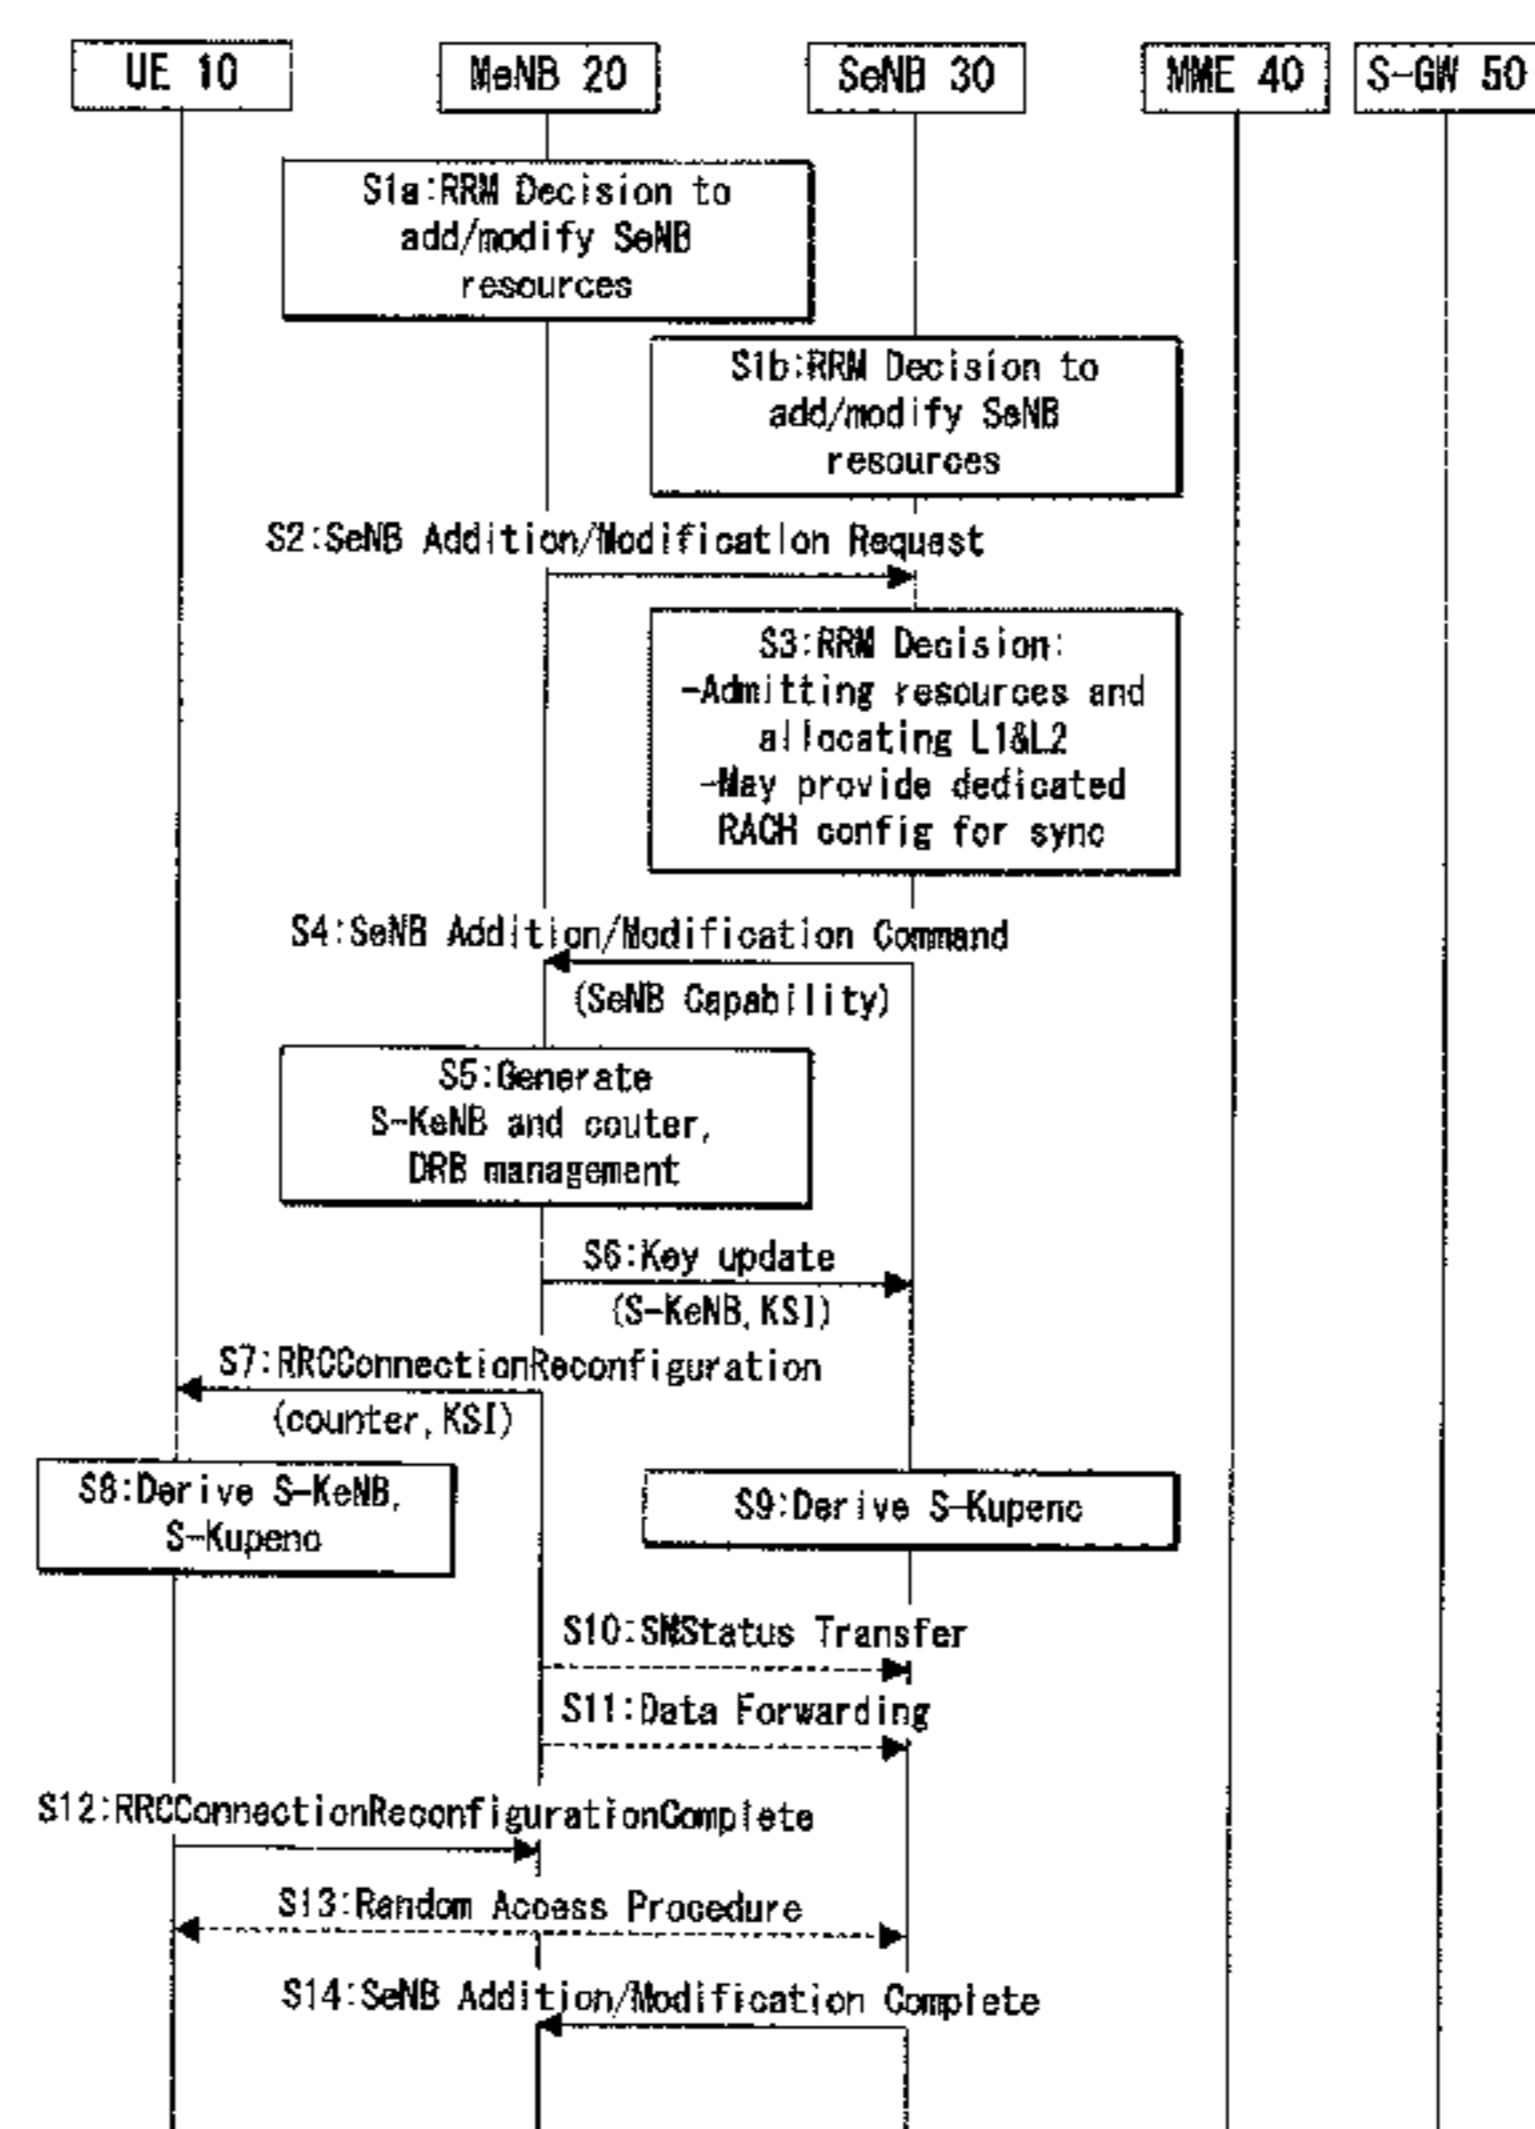 UE 10
MeNB 20
SeNB 30
MME 40
S-GW 50
S1a:RRM Decision to
add/modify SeNB
resources
S1b:RRM Decision to
add/modify SeNB
resources
S2:SeNB Addition/Modification Request
S3:RRM Decision:
-Admitting resources and
allocating L1&L2
-May provide dedicated
RACH config for sync
S4:SeNB Addition/Modification Command
(SeNB Capability)
S5:Generate
S-KeNB and couter,
DRB management
S6:Key update
(S-KeNB,KSI)
S7:RRCConnectionReconfiguration
(counter,KSI)
S8:Derive S-KeNB,
S-Kupenc
S9:Derive S-Kupenc
S10:SNStatus Transfer
S11:Data Forwarding
S12:RRCConnectionReconfigurationComplete
S13:Random Access Procedure
S14:SeNB Addition/Modification Complete